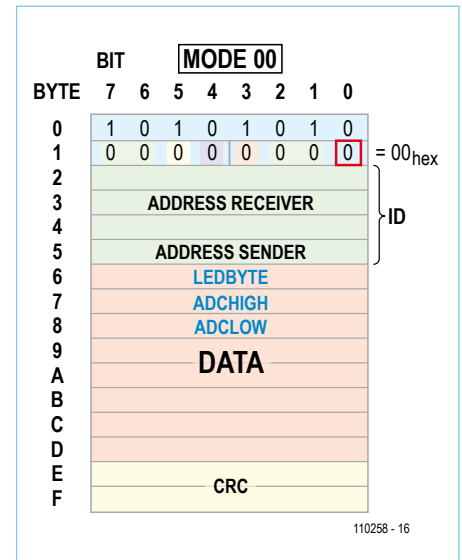 BIT MODE 00
BYTE 7 6 5 4 3 2 1 0
0 1 0 1 0 1 0 1 0
1 0 0 0 0 0 0 0 0 = 00hex
2
3 ADDRESS RECEIVER
ID
4
5 ADDRESS SENDER
6 LEDBYTE
7 ADCHIGH
8 ADCLOW
9
DATA
A
B
C
D
E
CRC
F
110258 - 16